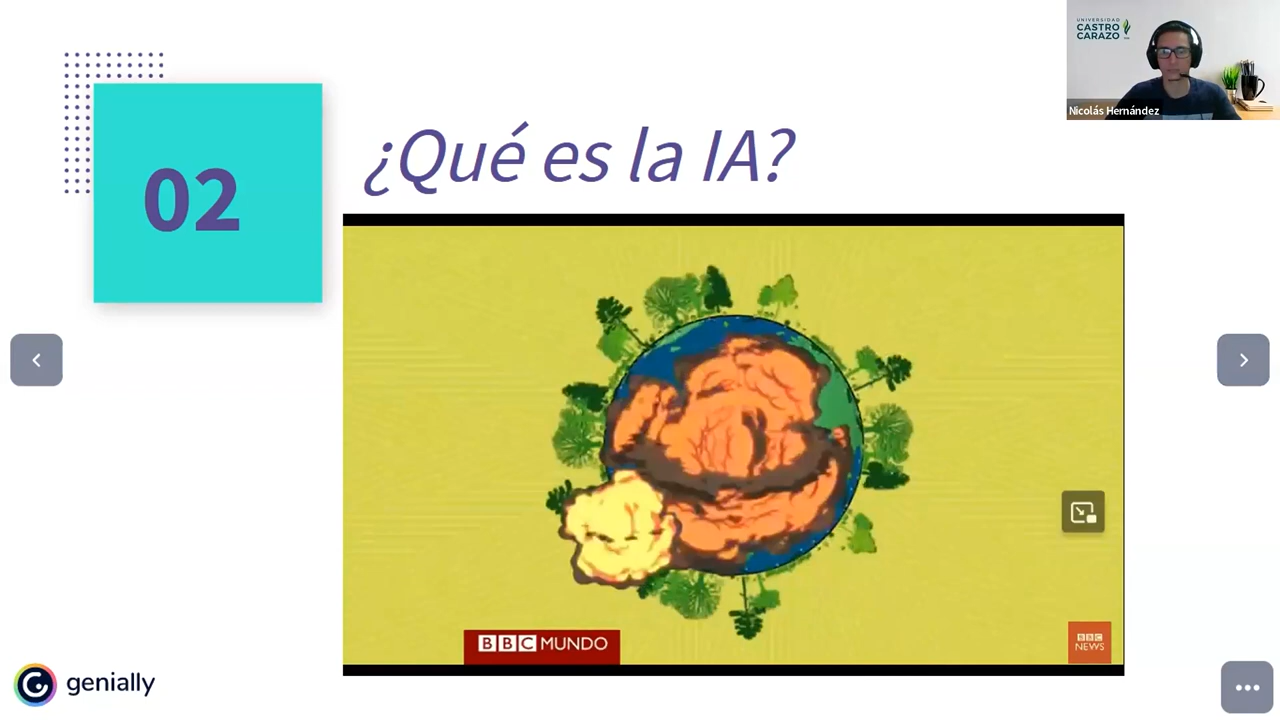 UNIVERSIDAD
CASTRO
CARAZO
Nicolás Hernández
02
¿Qué es la IA?
BBC MUNDO
BBC
NEWS
genially